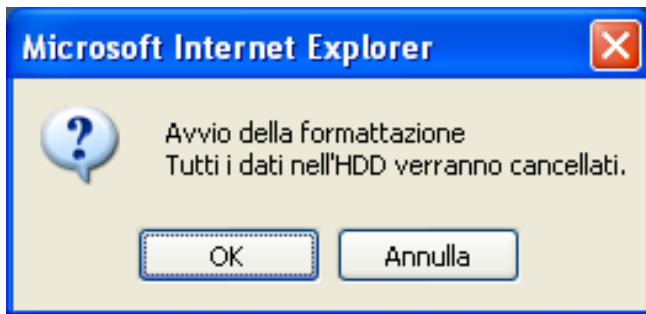 Microsoft Internet Explorer
Avvio della formattazione
Tutti i dati nell'HDD verranno cancellati.
OK
Annulla